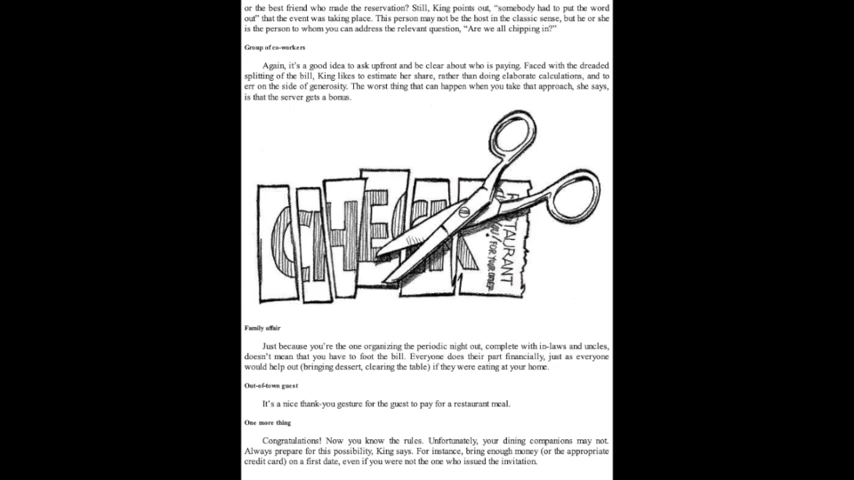 or the best friend who made the reservation? Still, King points out, “somebody had to put the word
out” that the event was taking place. This person may not be the host in the classic sense, but he or she
is the person to whom you can address the relevant question, “Are we all chipping in?”
Group of co-workers
Again, it’s a good idea to ask upfront and be clear about who is paying. Faced with the dreaded
splitting of the bill, King likes to estimate her share, rather than doing elaborate calculations, and to
err on the side of generosity. The worst thing that can happen when you take that approach, she says,
is that the server gets a bonus.
CHECK
RESTAURANT
Family affair
Just because you’re the one organizing the periodic night out, complete with in-laws and uncles,
doesn’t mean that you have to foot the bill. Everyone does their part financially, just as everyone
would help out (bringing dessert, clearing the table) if they were eating at your home.
Out-of-town guest
It’s a nice thank-you gesture for the guest to pay for a restaurant meal.
One more thing
Congratulations! Now you know the rules. Unfortunately, your dining companions may not.
Always prepare for this possibility, King says. For instance, bring enough money (or the appropriate
credit card) on a first date, even if you were not the one who issued the invitation.